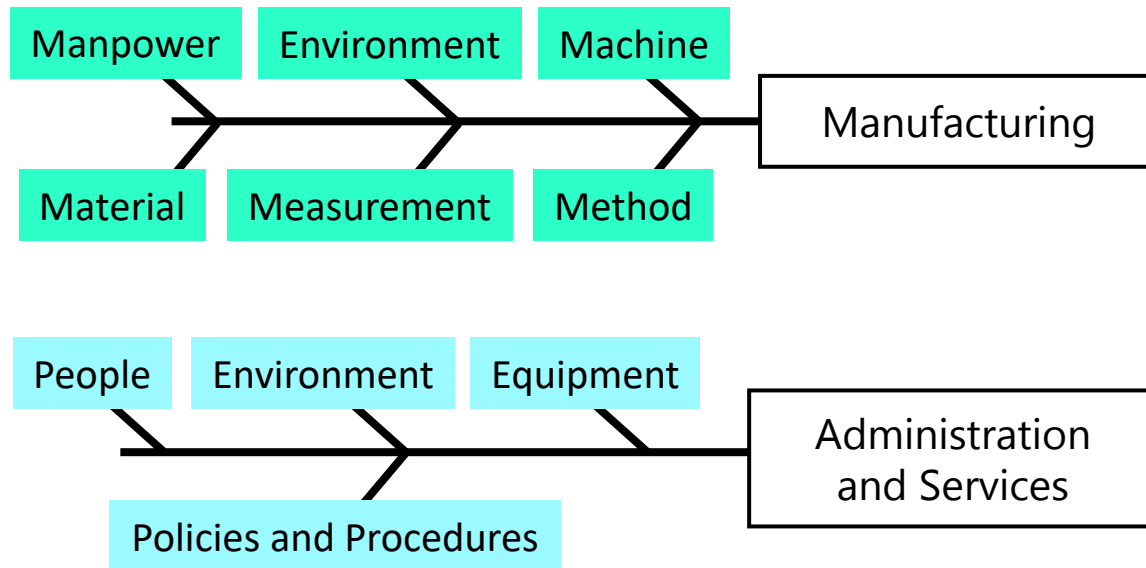 Manpower
Environment
Machine
Manufacturing
Material
Measurement
Method
People
Environment
Equipment
Administration
and Services
Policies and Procedures